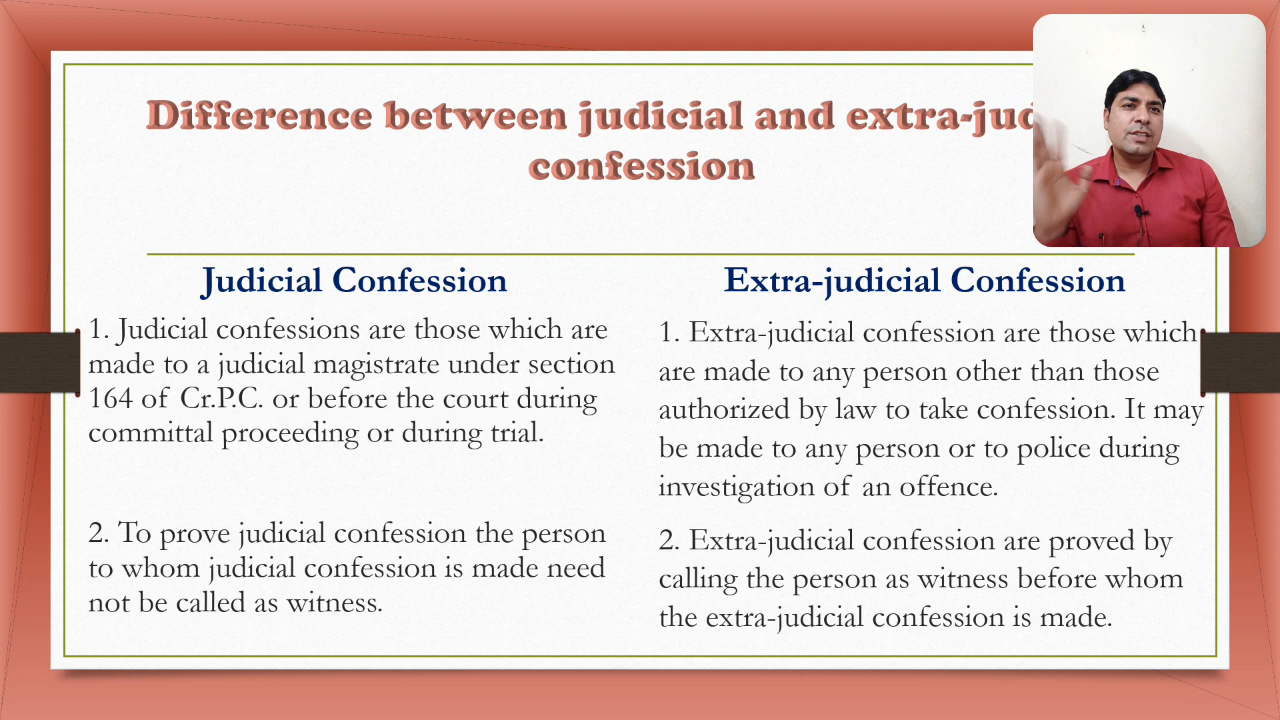 Difference between judicial and extra-jud
confession
Judicial Confession
1. Judicial confessions are those which are
made to a judicial magistrate under section
164 of Cr.P.C. or before the court during
committal proceeding or during trial.
2. To prove judicial confession the person
to whom judicial confession is made need
not be called as witness.
Extra-judicial Confession
1. Extra-judicial confession are those which
are made to any person other than those
authorized by law to take confession. It may
be made to any person or to police during
investigation of an offence.
2. Extra-judicial confession are proved by
calling the person as witness before whom
the extra-judicial confession is made.